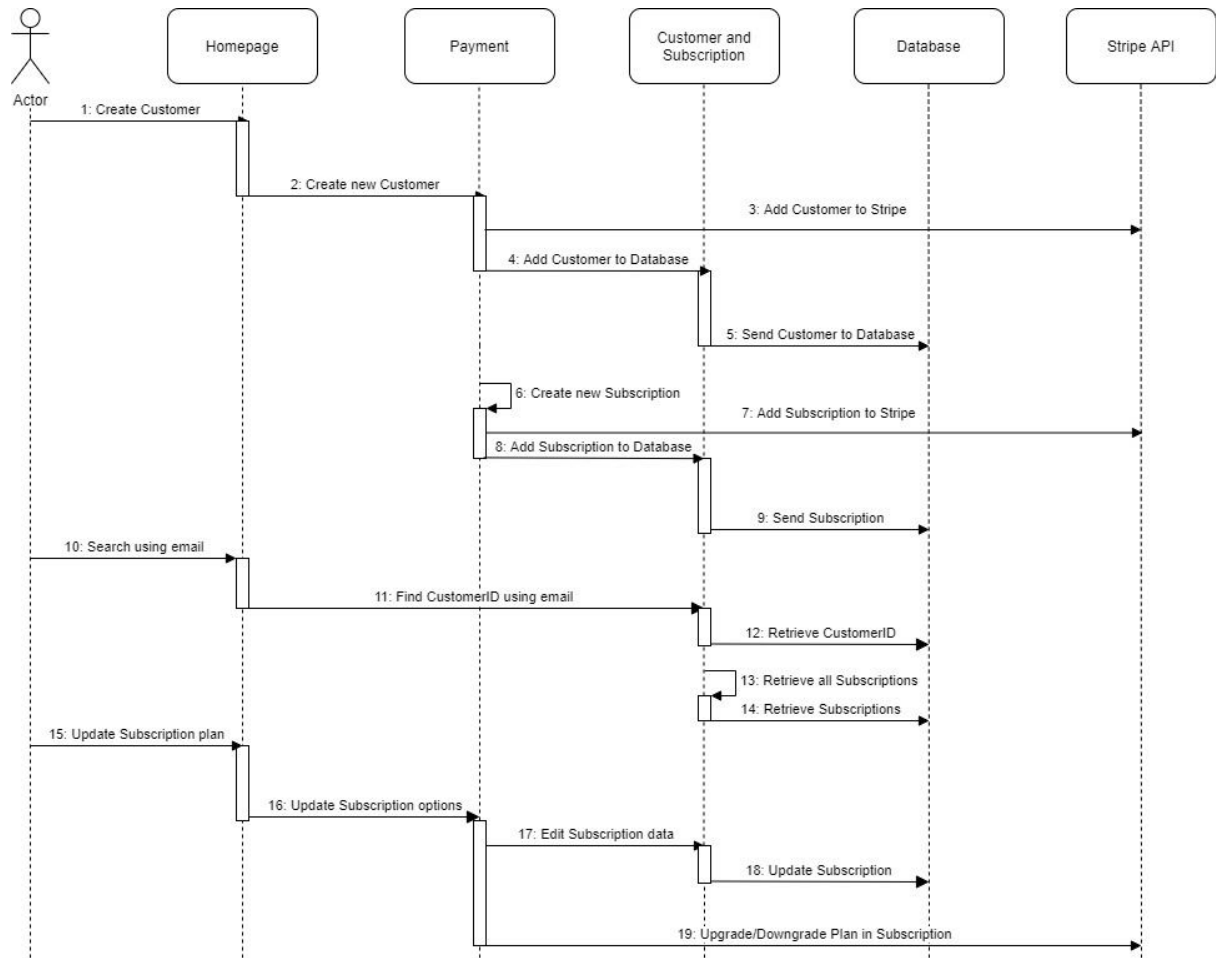 Homepage
Payment
Customer and
Subscription
Database
Stripe API
Actor
1: Create Customer
2: Create new Customer
3: Add Customer to Stripe
4: Add Customer to Database
5: Send Customer to Database
6: Create new Subscription
7: Add Subscription to Stripe
8: Add Subscription to Database
9: Send Subscription
10: Search using email
11: Find CustomerID using email
12: Retrieve CustomerID
13: Retrieve all Subscriptions
14: Retrieve Subscriptions
15: Update Subscription plan
16: Update Subscription options
17: Edit Subscription data
18: Update Subscription
19: Upgrade/Downgrade Plan in Subscription